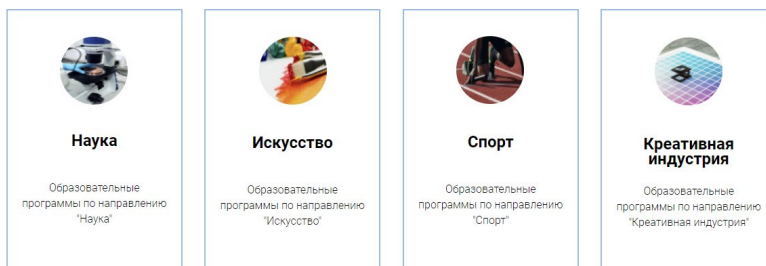 Наука
Образовательные
программы по направлению
"Наука"
Искусство
Образовательные
программы по направлению
"Искусство"
Спорт
Образовательные
программы по направлению
"Спорт"
Креативная
индустрия
Образовательные
программы по направлению
"Креативная индустрия"